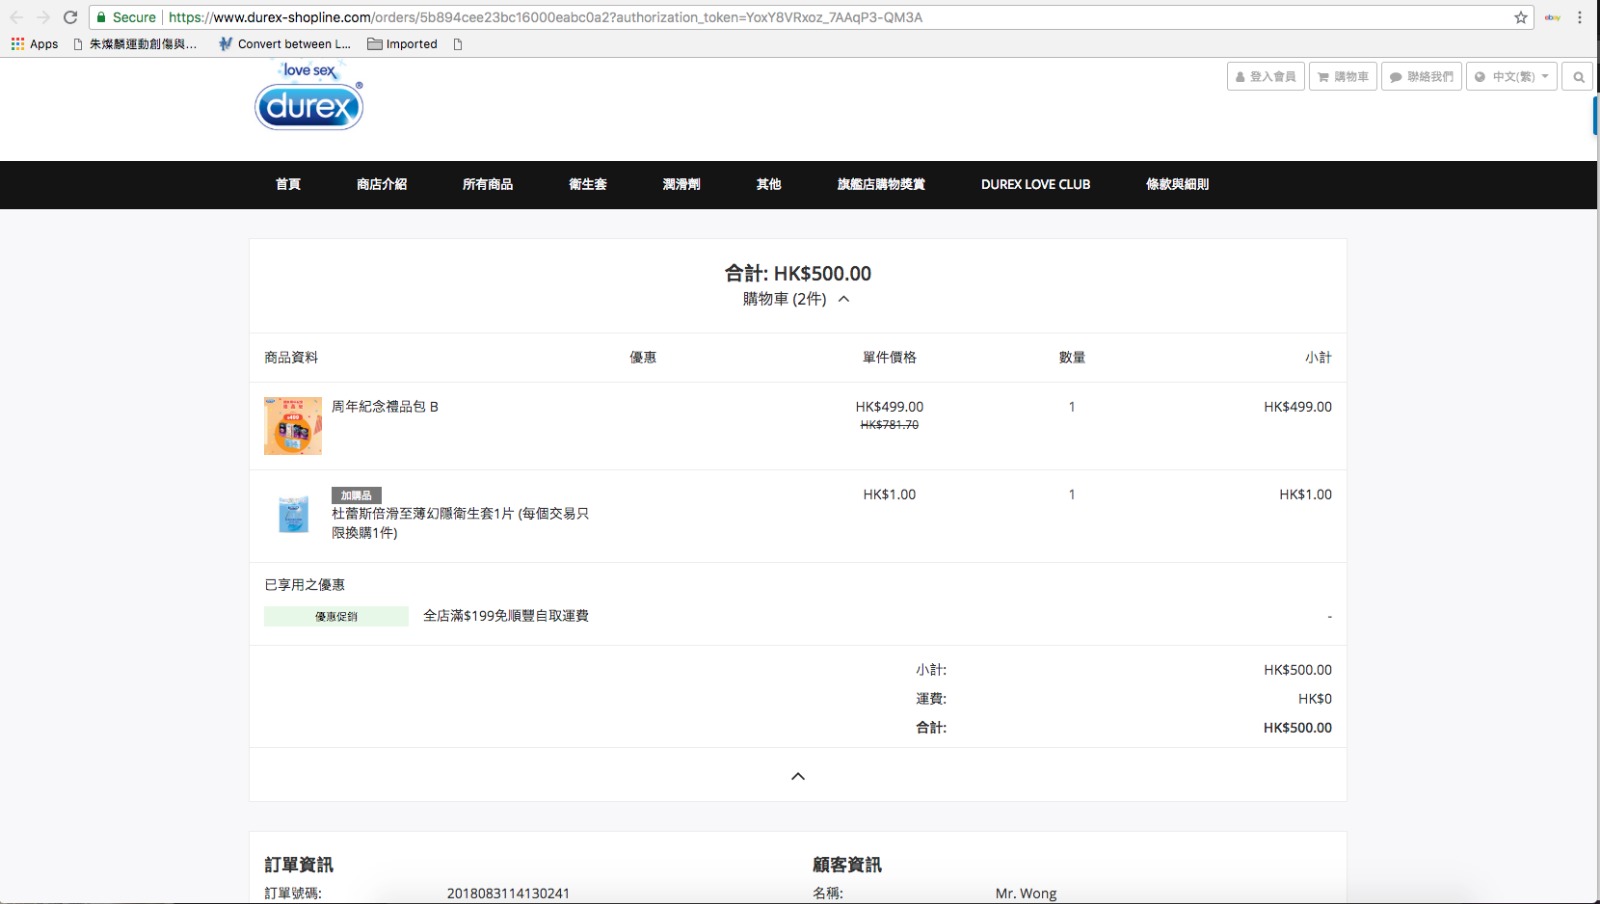 Secure
https://www.durex-shopline.com/orders/5b894cee23bc16000eabc0a2?authorization_token=YoxY8VRxoz_7AAqP3-QM3A
ebay
Apps
朱燦麟運動創傷與...
Convert between L...
Imported
love sex
durex®
登入會員
購物車
聯絡我們
中文(繁)
首頁
商店介紹
所有商品
衛生套
潤滑劑
其他
旗艦店購物獎賞
DUREX LOVE CLUB
條款與細則
合計: HK$500.00
購物車 (2件)
商品資料
優惠
單件價格
數量
小計
周年紀念禮品包 B
HK$499.00
1
HK$499.00
HK$781.70
加購品
HK$1.00
1
HK$1.00
杜蕾斯倍滑至薄幻隱衛生套1片 (每個交易只
限換購1件)
已享用之優惠
優惠促銷
全店滿$199免順豐自取運費
-
小計:
HK$500.00
運費:
HK$0
合計:
HK$500.00
訂單資訊
顧客資訊
訂單號碼:
2018083114130241
名稱:
Mr. Wong